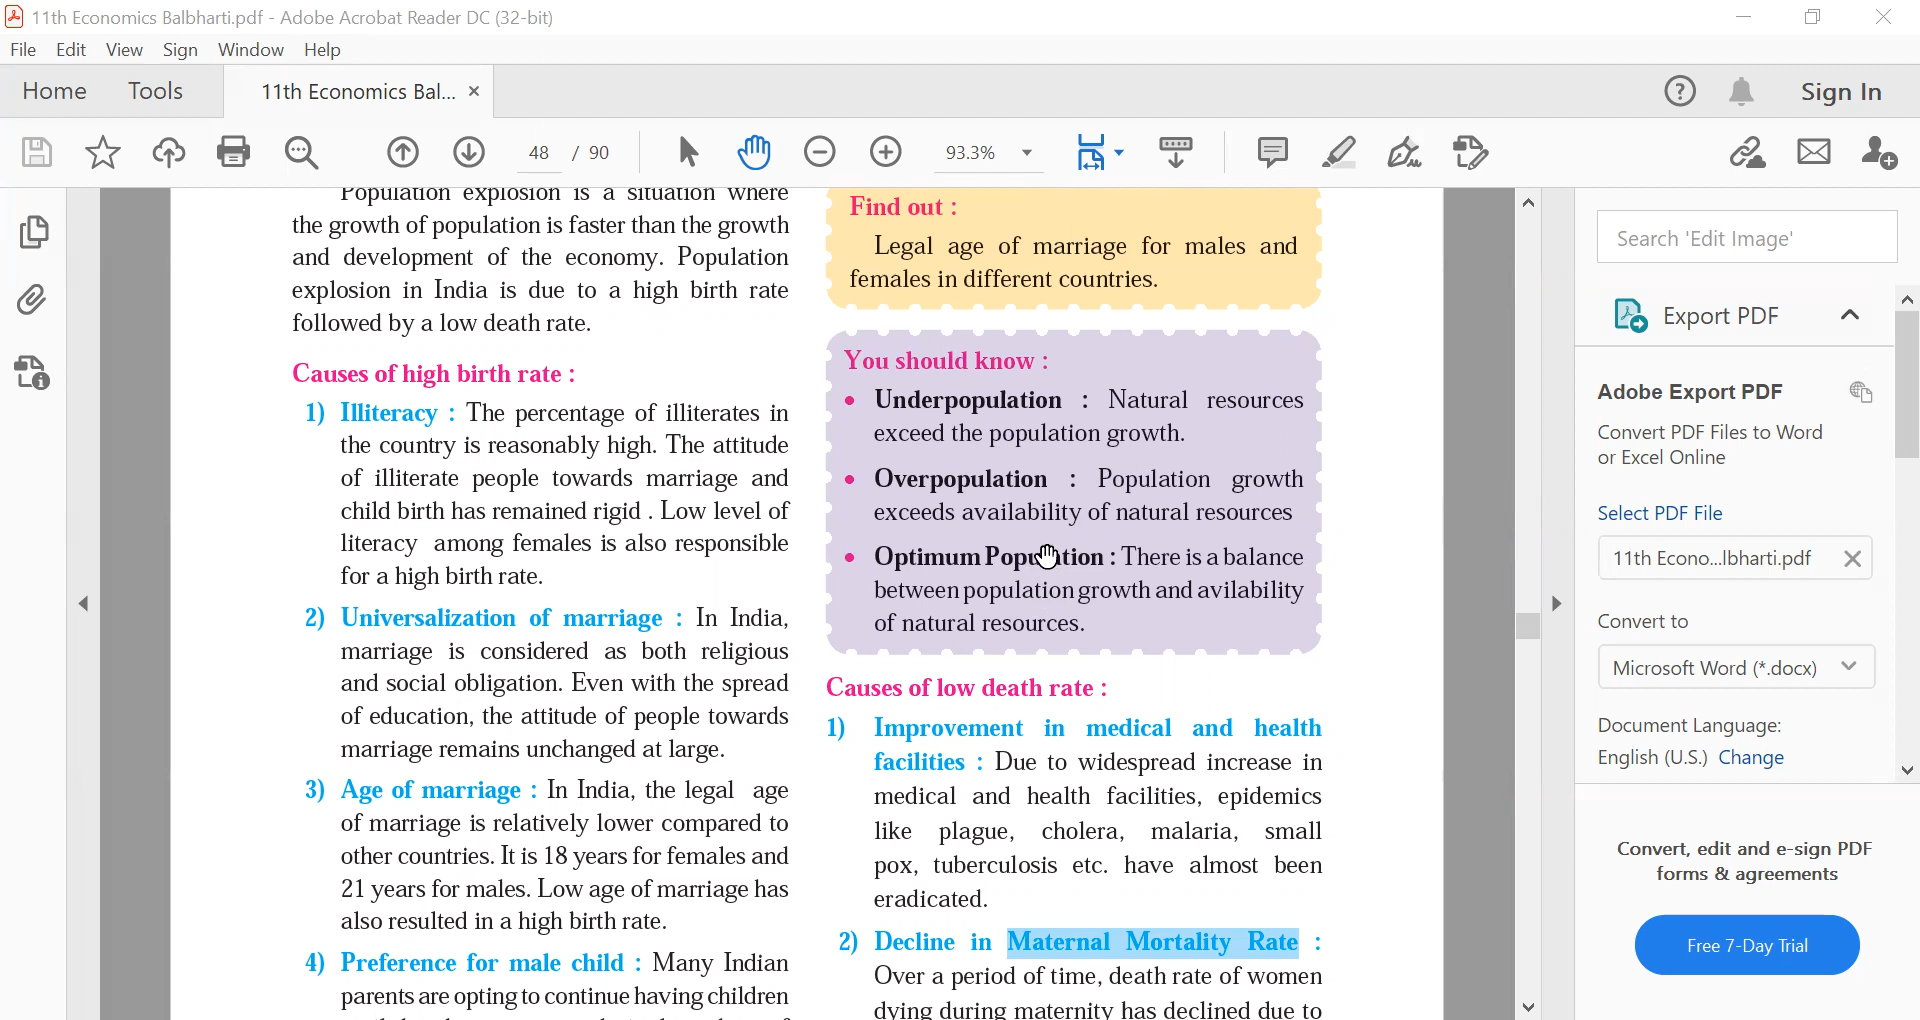 11th Economics Balbharti.pdf - Adobe Acrobat Reader DC (32-bit)
File Edit View Sign Window Help
Home Tools 11th Economics Bal... ×
Sign In
48 / 90
93.3%
Population explosion is a situation where
the growth of population is faster than the growth
and development of the economy. Population
explosion in India is due to a high birth rate
followed by a low death rate.
Causes of high birth rate :
1) Illiteracy : The percentage of illiterates in
the country is reasonably high. The attitude
of illiterate people towards marriage and
child birth has remained rigid . Low level of
literacy among females is also responsible
for a high birth rate.
2) Universalization of marriage : In India,
marriage is considered as both religious
and social obligation. Even with the spread
of education, the attitude of people towards
marriage remains unchanged at large.
3) Age of marriage : In India, the legal age
of marriage is relatively lower compared to
other countries. It is 18 years for females and
21 years for males. Low age of marriage has
also resulted in a high birth rate.
4) Preference for male child : Many Indian
parents are opting to continue having children
Find out :
Legal age of marriage for males and
females in different countries.
You should know :
• Underpopulation : Natural resources
exceed the population growth.
• Overpopulation : Population growth
exceeds availability of natural resources
• Optimum Population : There is a balance
between population growth and avilability
of natural resources.
Causes of low death rate :
1) Improvement in medical and health
facilities : Due to widespread increase in
medical and health facilities, epidemics
like plague, cholera, malaria, small
pox, tuberculosis etc. have almost been
eradicated.
2) Decline in Maternal Mortality Rate :
Over a period of time, death rate of women
dying during maternity has declined due to
Search 'Edit Image'
Export PDF
Adobe Export PDF
Convert PDF Files to Word
or Excel Online
Select PDF File
11th Econo...lbharti.pdf
Convert to
Microsoft Word (*.docx)
Document Language:
English (U.S.) Change
Convert, edit and e-sign PDF
forms & agreements
Free 7-Day Trial